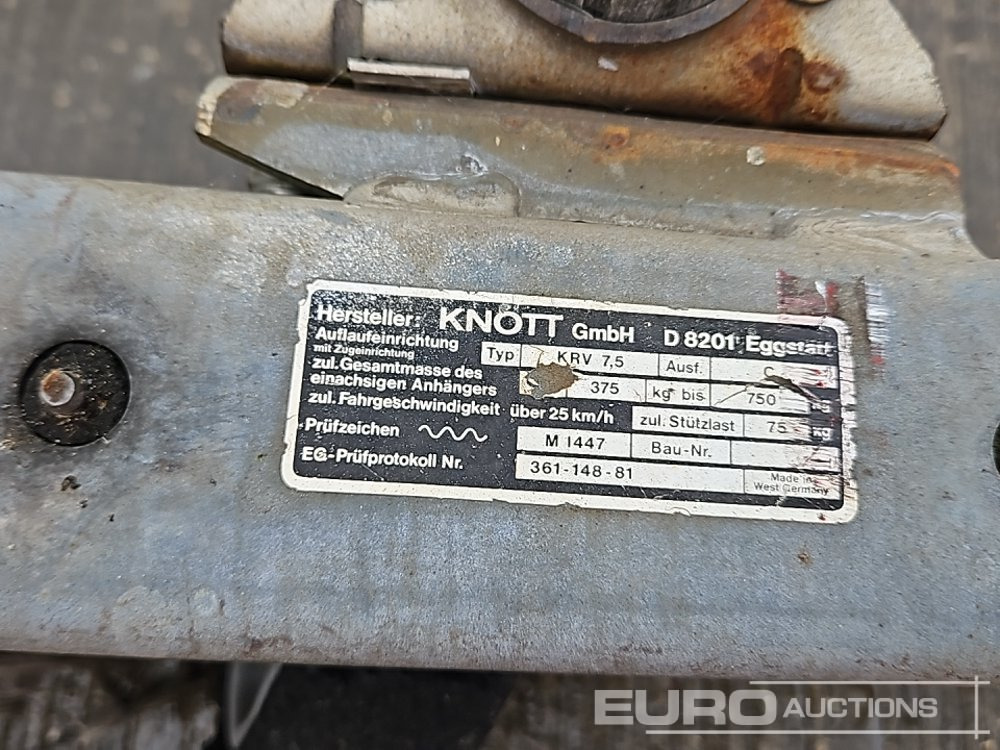 Hersteller: KNOTT GmbH D 8201 Eggstätt
Auflaufeinrichtung
mit Zugeinrichtung
Typ KRV 7,5 Ausf. C
zul. Gesamtmasse des
einachsigen Anhängers 375 kg bis 750 kg
zul. Fahrgeschwindigkeit über 25 km/h zul. Stützlast 75 kg
Prüfzeichen M 1447 Bau-Nr.
EG-Prüfprotokoll Nr. 361-148-81
Made in
West Germany
EURO AUCTIONS